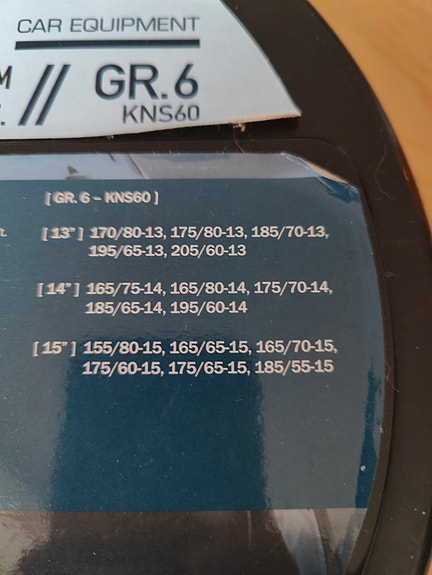 CAR EQUIPMENT
M // GR.6
KNS60
[ GR. 6 – KNS60 ]
ft. [ 13" ] 170/80-13, 175/80-13, 185/70-13,
195/65-13, 205/60-13
[ 14" ] 165/75-14, 165/80-14, 175/70-14,
185/65-14, 195/60-14
[ 15" ] 155/80-15, 165/65-15, 165/70-15,
175/60-15, 175/65-15, 185/55-15